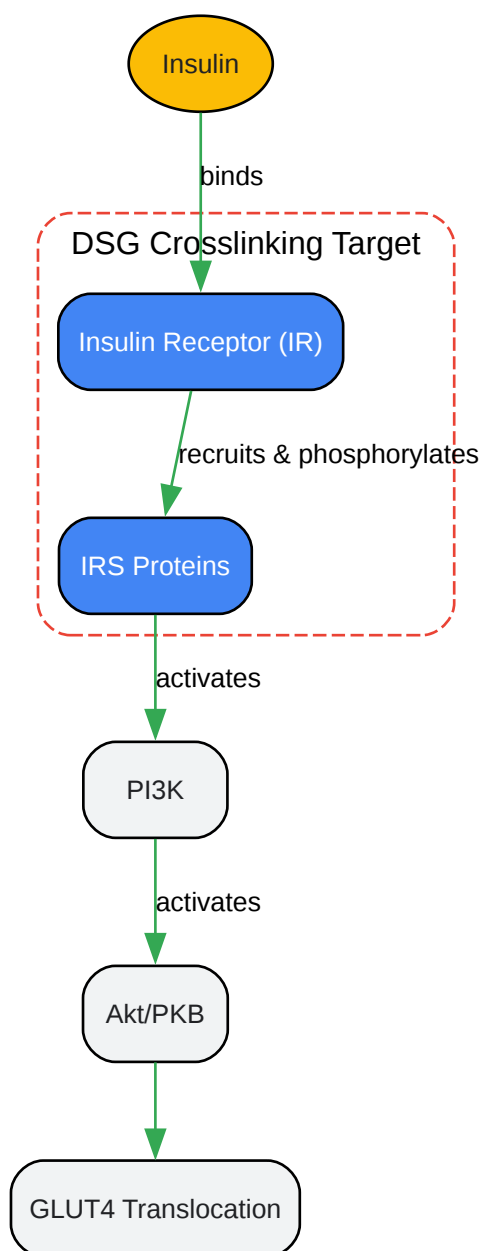 Insulin
binds
DSG Crosslinking Target
Insulin Receptor (IR)
recruits & phosphorylates
IRS Proteins
activates
PI3K
activates
Akt/PKB
GLUT4 Translocation